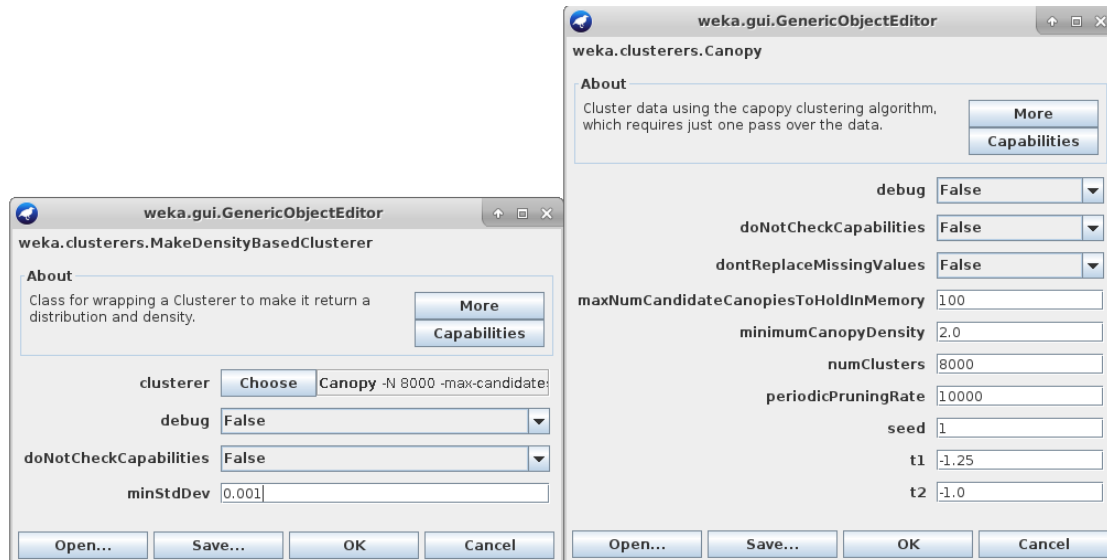 weka.gui.GenericObjectEditor
weka.clusterers.MakeDensityBasedClusterer
About
Class for wrapping a Clusterer to make it return a
distribution and density.
More
Capabilities
clusterer Choose Canopy -N 8000 -max-candidate
debug False
doNotCheckCapabilities False
minStdDev 0.001
Open... Save... OK Cancel
weka.gui.GenericObjectEditor
weka.clusterers.Canopy
About
Cluster data using the capopy clustering algorithm,
which requires just one pass over the data.
More
Capabilities
debug False
doNotCheckCapabilities False
dontReplaceMissingValues False
maxNumCandidateCanopiesToHoldInMemory 100
minimumCanopyDensity 2.0
numClusters 8000
periodicPruningRate 10000
seed 1
t1 -1.25
t2 -1.0
Open... Save... OK Cancel